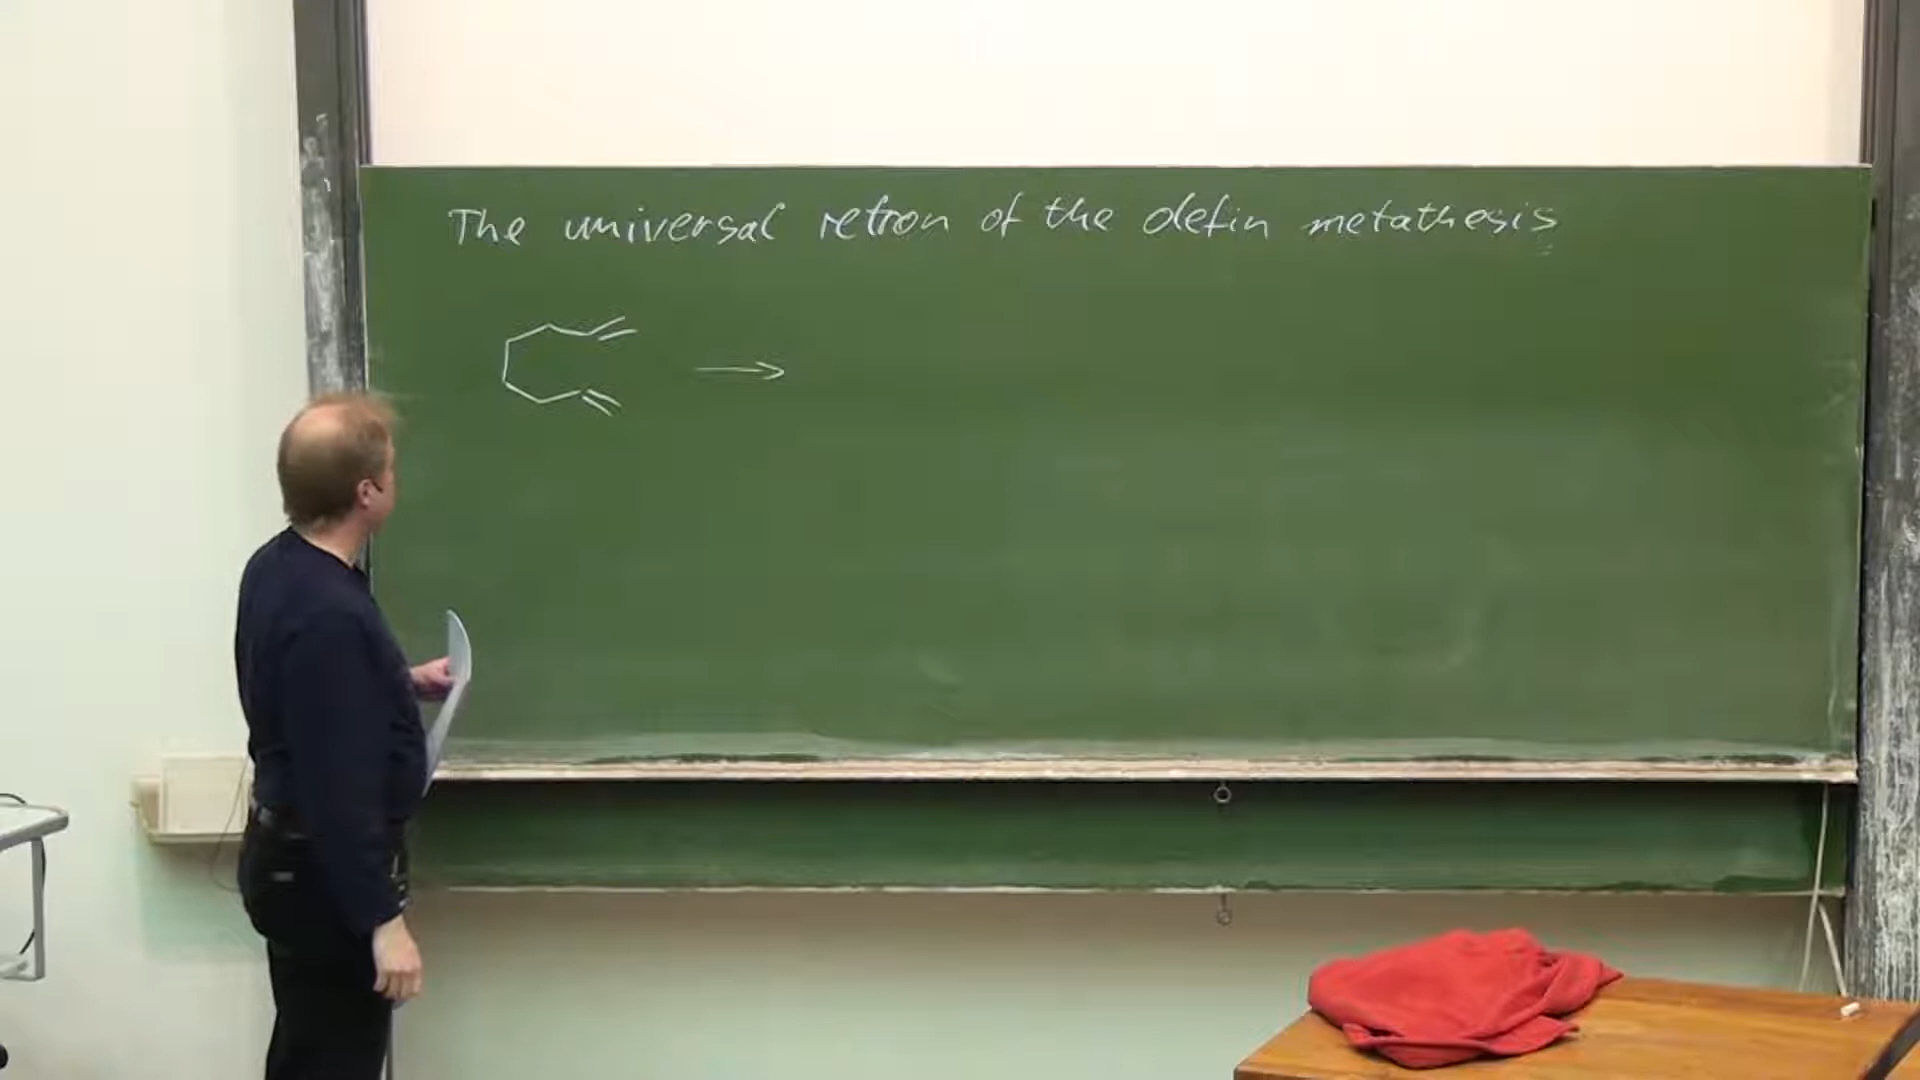 The universal retron of the olefin metathesis